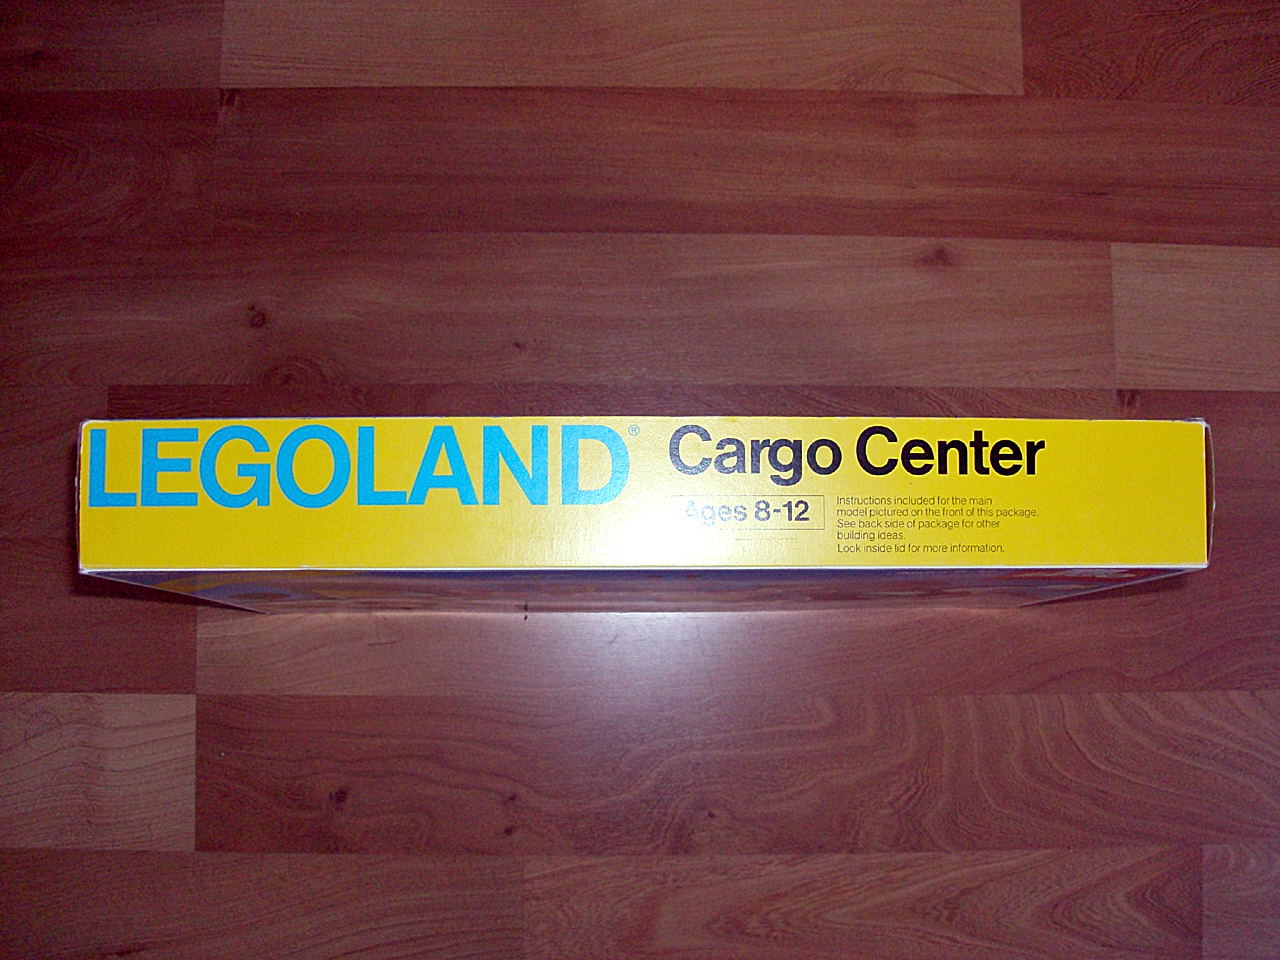 LEGOLAND® Cargo Center
Ages 8-12
Instructions included for the main
model pictured on the front of this package.
See back side of package for other
building ideas.
Look inside lid for more information.